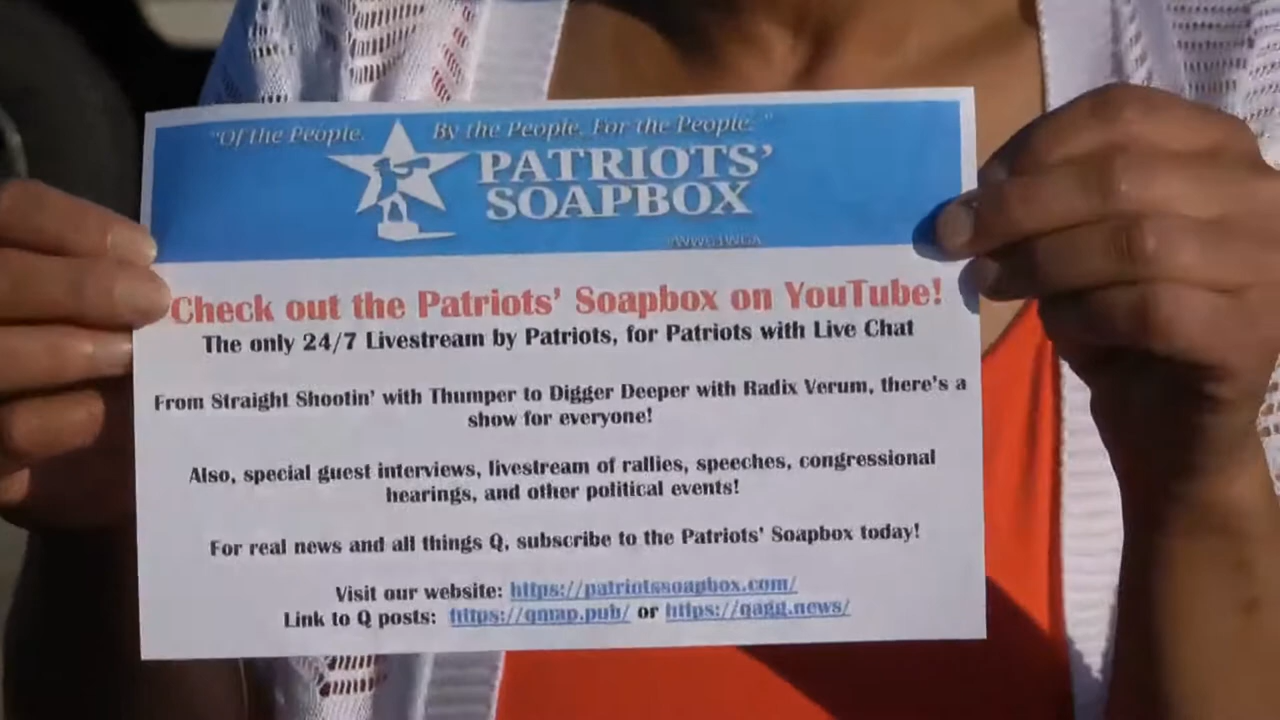 "Of the People. By the People. For the People."
PATRIOTS'
SOAPBOX
#WWG1WGA
Check out the Patriots' Soapbox on YouTube!
The only 24/7 Livestream by Patriots, for Patriots with Live Chat
From Straight Shootin' with Thumper to Digger Deeper with Radix Verum, there's a
show for everyone!
Also, special guest interviews, livestream of rallies, speeches, congressional
hearings, and other political events!
For real news and all things Q, subscribe to the Patriots' Soapbox today!
Visit our website: https://patriotssoapbox.com/
Link to Q posts: https://qmap.pub/ or https://qagg.news/